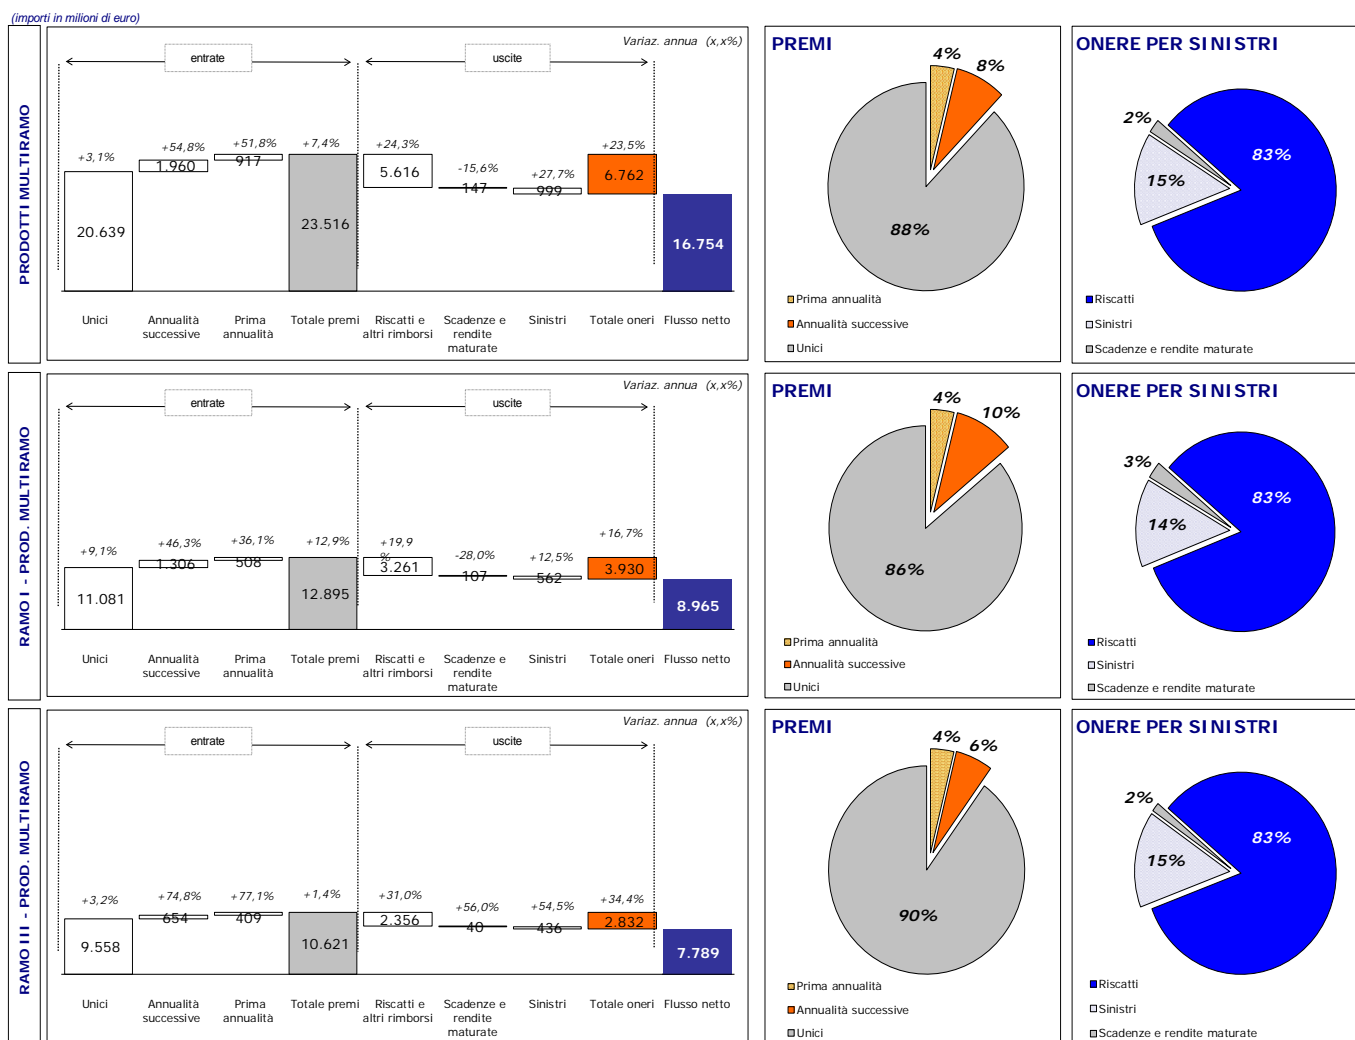 (importi in milioni di euro)
PRODOTTI MULTIRAMO
Variaz. annua (x,x%)
entrate
uscite
+3,1%
+54,8%
+51,8%
+7,4%
+24,3%
-15,6%
+27,7%
+23,5%
20.639
1.960
917
23.516
5.616
147
999
6.762
16.754
Unici
Annualità
successive
Prima
annualità
Totale premi
Riscatti e
altri rimborsi
Scadenze e
rendite
maturate
Sinistri
Totale oneri
Flusso netto
PREMI
4%
8%
88%
Prima annualità
Annualità successive
Unici
ONERE PER SINISTRI
2%
15%
83%
Riscatti
Sinistri
Scadenze e rendite maturate
RAMO I - PROD. MULTIRAMO
Variaz. annua (x,x%)
entrate
uscite
+9,1%
+46,3%
+36,1%
+12,9%
+19,9
%
-28,0%
+12,5%
+16,7%
11.081
1.306
508
12.895
3.261
107
562
3.930
8.965
Unici
Annualità
successive
Prima
annualità
Totale premi
Riscatti e
altri rimborsi
Scadenze e
rendite
maturate
Sinistri
Totale oneri
Flusso netto
PREMI
4%
10%
86%
Prima annualità
Annualità successive
Unici
ONERE PER SINISTRI
3%
14%
83%
Riscatti
Sinistri
Scadenze e rendite maturate
RAMO III - PROD. MULTIRAMO
Variaz. annua (x,x%)
entrate
uscite
+3,2%
+74,8%
+77,1%
+1,4%
+31,0%
+56,0%
+54,5%
+34,4%
9.558
654
409
10.621
2.356
40
436
2.832
7.789
Unici
Annualità
successive
Prima
annualità
Totale premi
Riscatti e
altri rimborsi
Scadenze e
rendite
maturate
Sinistri
Totale oneri
Flusso netto
PREMI
4%
6%
90%
Prima annualità
Annualità successive
Unici
ONERE PER SINISTRI
2%
15%
83%
Riscatti
Sinistri
Scadenze e rendite maturate